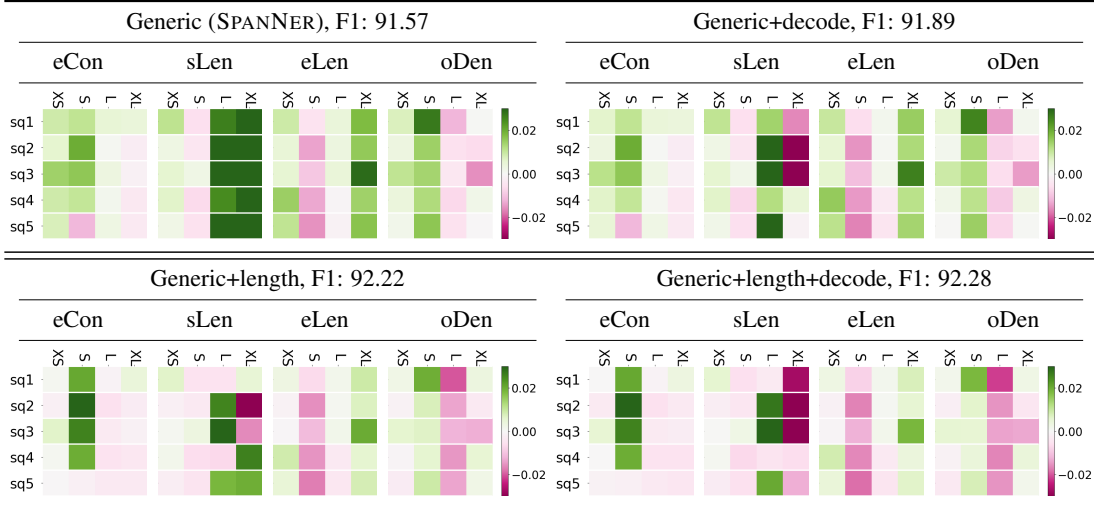 Generic (SPANNER), F1: 91.57
Generic+decode, F1: 91.89
eCon sLen eLen oDen
eCon sLen eLen oDen
XS S L XL XS S L XL XS S L XL XS S L XL
XS S L XL XS S L XL XS S L XL XS S L XL
sq1
sq2
sq3
sq4
sq5
0.02
0.00
−0.02
sq1
sq2
sq3
sq4
sq5
0.02
0.00
−0.02
Generic+length, F1: 92.22
Generic+length+decode, F1: 92.28
eCon sLen eLen oDen
eCon sLen eLen oDen
XS S L XL XS S L XL XS S L XL XS S L XL
XS S L XL XS S L XL XS S L XL XS S L XL
sq1
sq2
sq3
sq4
sq5
0.02
0.00
−0.02
sq1
sq2
sq3
sq4
sq5
0.02
0.00
−0.02